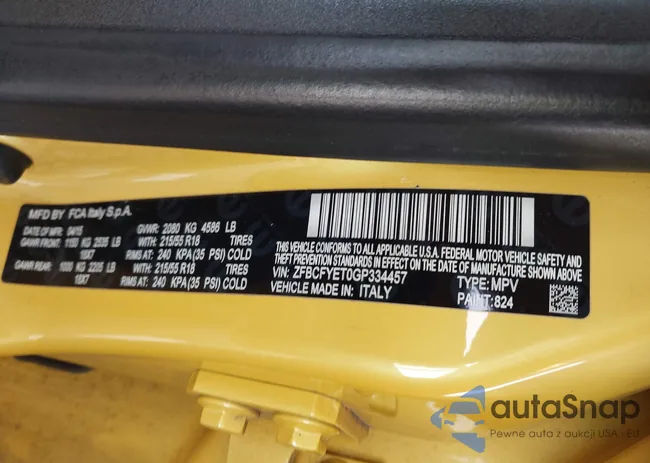 MFD BY FCA Italy S.p.A.
DATE OF MFR 04/15 GVWR: 2080 KG 4586 LB
GAWR FRONT: 1150 KG 2535 LB WITH: 215/55 R18 TIRES
18X7 RIMS AT: 240 KPA (35 PSI) COLD
GAWR REAR: 1000 KG 2205 LB WITH: 215/55 R18 TIRES
18X7 RIMS AT: 240 KPA (35 PSI) COLD
THIS VEHICLE CONFORMS TO ALL APPLICABLE U.S.A. FEDERAL MOTOR VEHICLE SAFETY AND
THEFT PREVENTION STANDARDS IN EFFECT ON THE DATE OF MANUFACTURE SHOWN ABOVE.
VIN: ZFBCFYET0GP334457 TYPE: MPV
VEHICLE MADE IN: ITALY PAINT: 824
autaSnap
Pewne auta z aukcji USA i EU